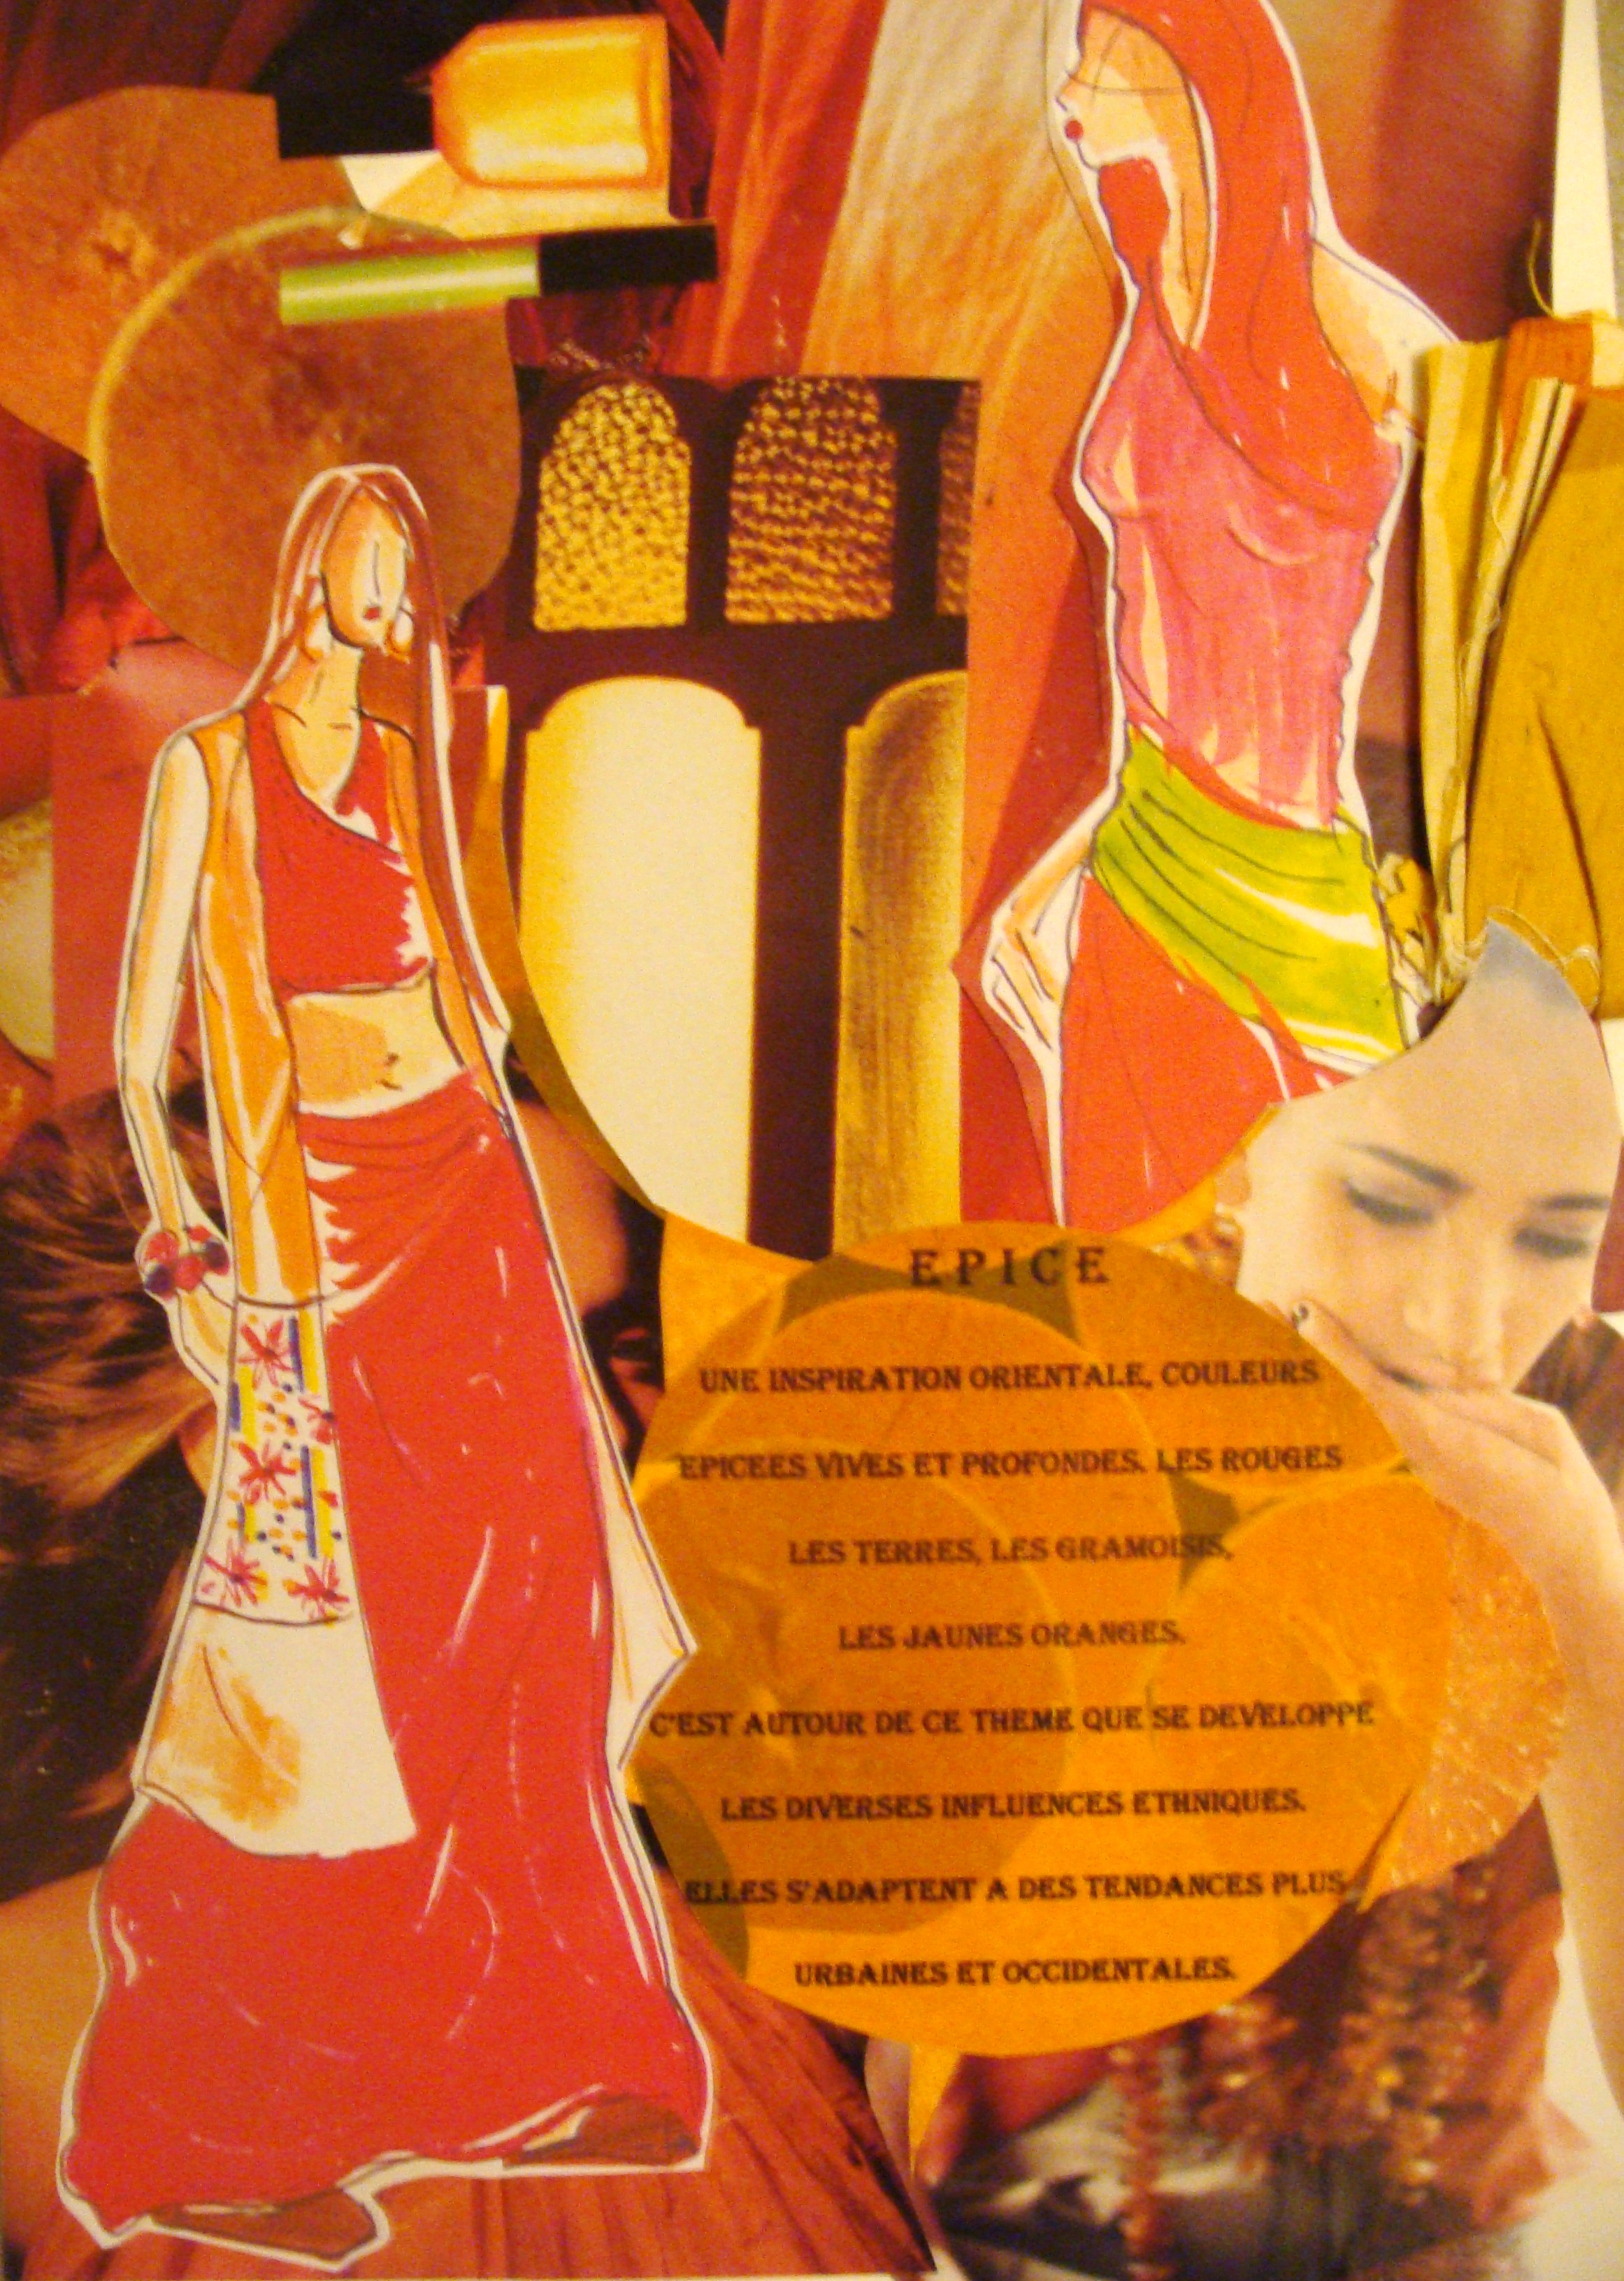 EPICE
UNE INSPIRATION ORIENTALE, COULEURS
EPICEES VIVES ET PROFONDES. LES ROUGES
LES TERRES, LES GRAMOISIS,
LES JAUNES ORANGES.
C'EST AUTOUR DE CE THEME QUE SE DEVELOPPE
LES DIVERSES INFLUENCES ETHNIQUES.
ELLES S'ADAPTENT A DES TENDANCES PLUS
URBAINES ET OCCIDENTALES.